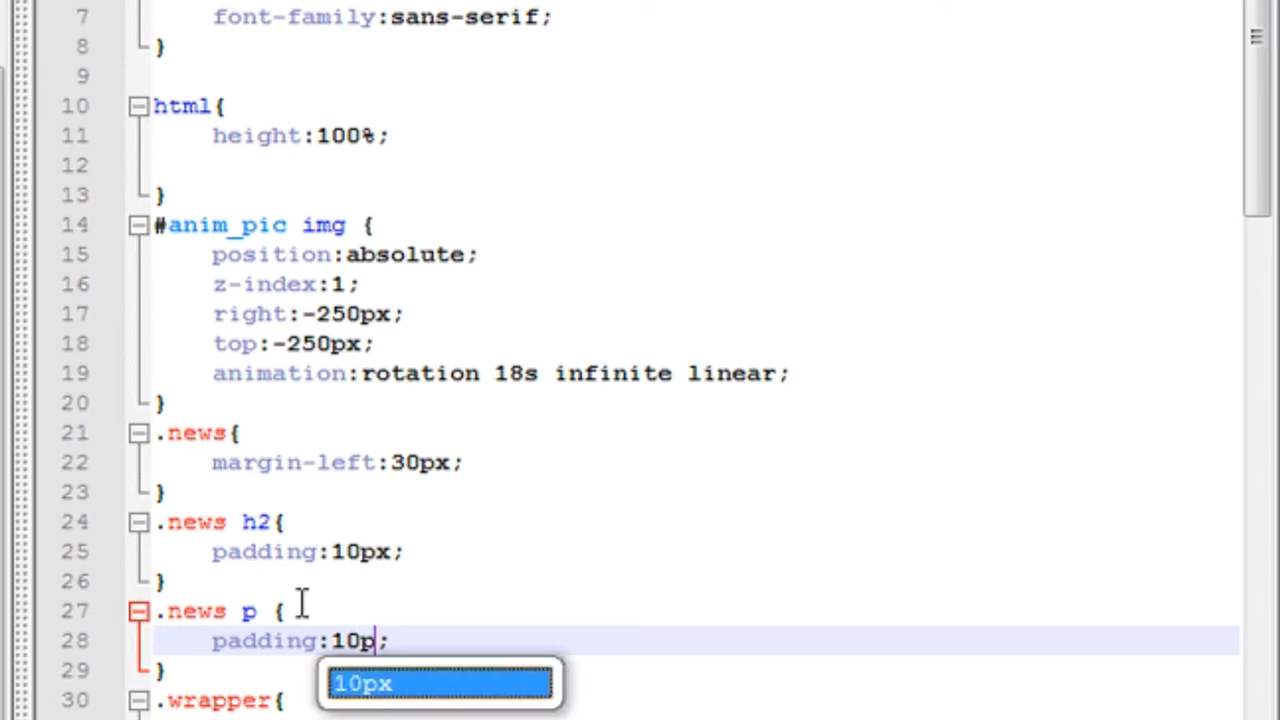 7 font-family:sans-serif;
8 }
9
10 html{
11 height:100%;
12
13 }
14 #anim_pic img {
15 position:absolute;
16 z-index:1;
17 right:-250px;
18 top:-250px;
19 animation:rotation 18s infinite linear;
20 }
21 .news{
22 margin-left:30px;
23 }
24 .news h2{
25 padding:10px;
26 }
27 .news p {
28 padding:10p;
29 }
10px
30 .wrapper{